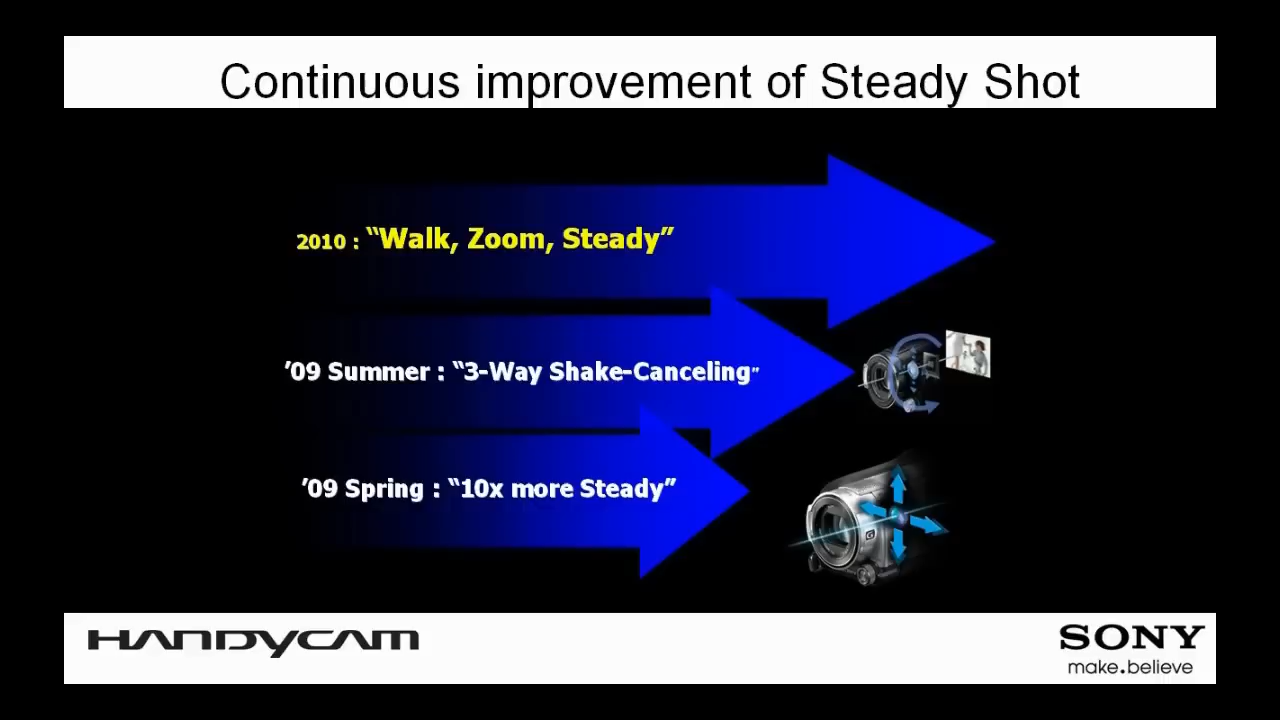 Continuous improvement of Steady Shot
2010 : “Walk, Zoom, Steady”
’09 Summer : “3-Way Shake-Canceling”
’09 Spring : “10x more Steady”
G
HANDYCAM
SONY
make.believe